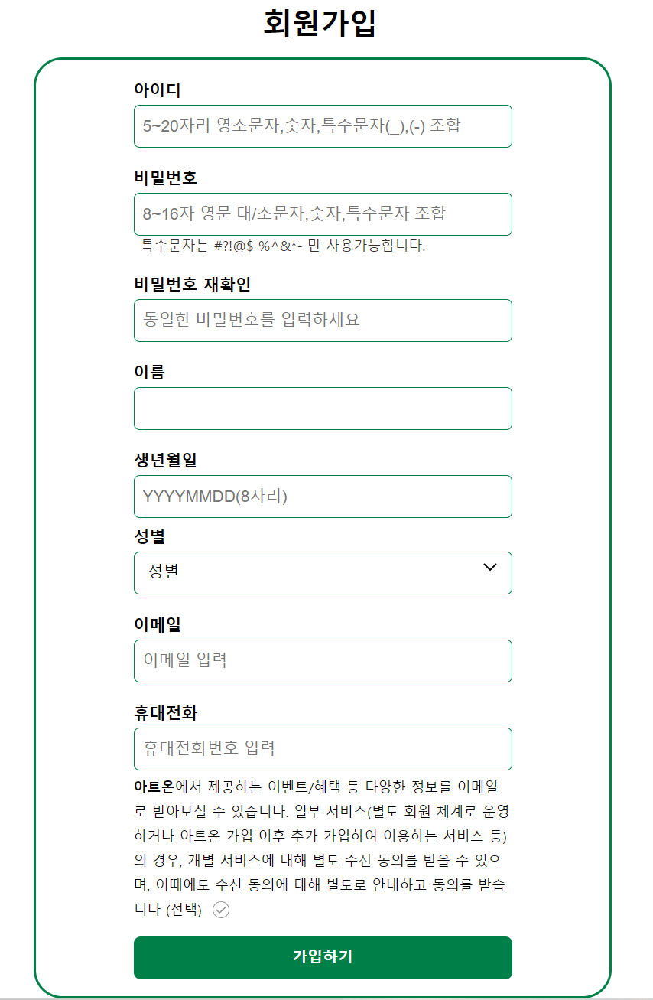 회원가입
아이디
5~20자리 영소문자,숫자,특수문자(_),(-) 조합
비밀번호
8~16자 영문 대/소문자,숫자,특수문자 조합
특수문자는 #?!@$ %^&*- 만 사용가능합니다.
비밀번호 재확인
동일한 비밀번호를 입력하세요
이름
생년월일
YYYYMMDD(8자리)
성별
성별
이메일
이메일 입력
휴대전화
휴대전화번호 입력
아트온에서 제공하는 이벤트/혜택 등 다양한 정보를 이메일
로 받아보실 수 있습니다. 일부 서비스(별도 회원 체계로 운영
하거나 아트온 가입 이후 추가 가입하여 이용하는 서비스 등)
의 경우, 개별 서비스에 대해 별도 수신 동의를 받을 수 있으
며, 이때에도 수신 동의에 대해 별도로 안내하고 동의를 받습
니다 (선택)
가입하기